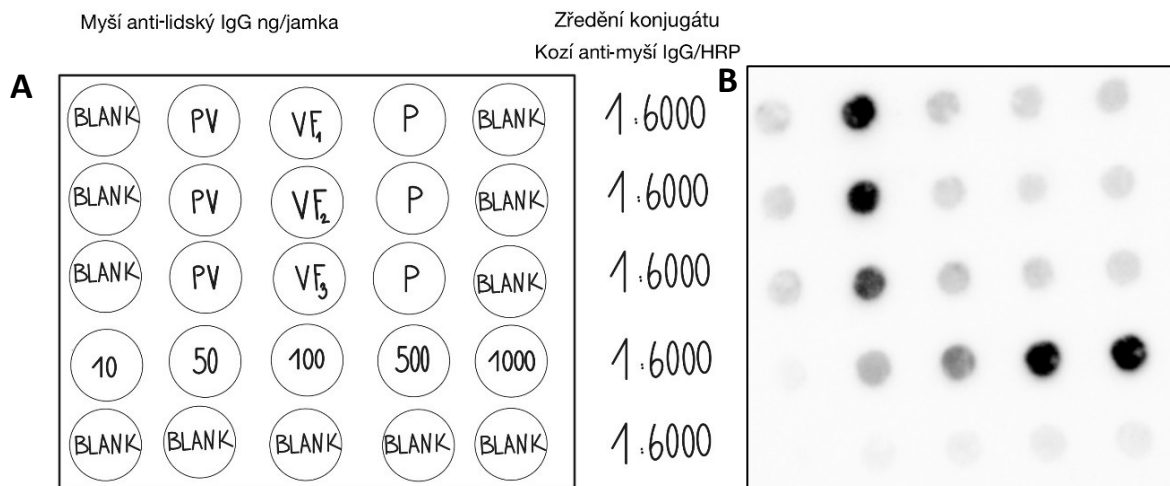 Myší anti-lidský IgG ng/jamka
Zředění konjugátu
Kozí anti-myší IgG/HRP
A
B
BLANK PV VF₁ P BLANK 1:6000
BLANK PV VF₂ P BLANK 1:6000
BLANK PV VF₃ P BLANK 1:6000
10 50 100 500 1000 1:6000
BLANK BLANK BLANK BLANK BLANK 1:6000